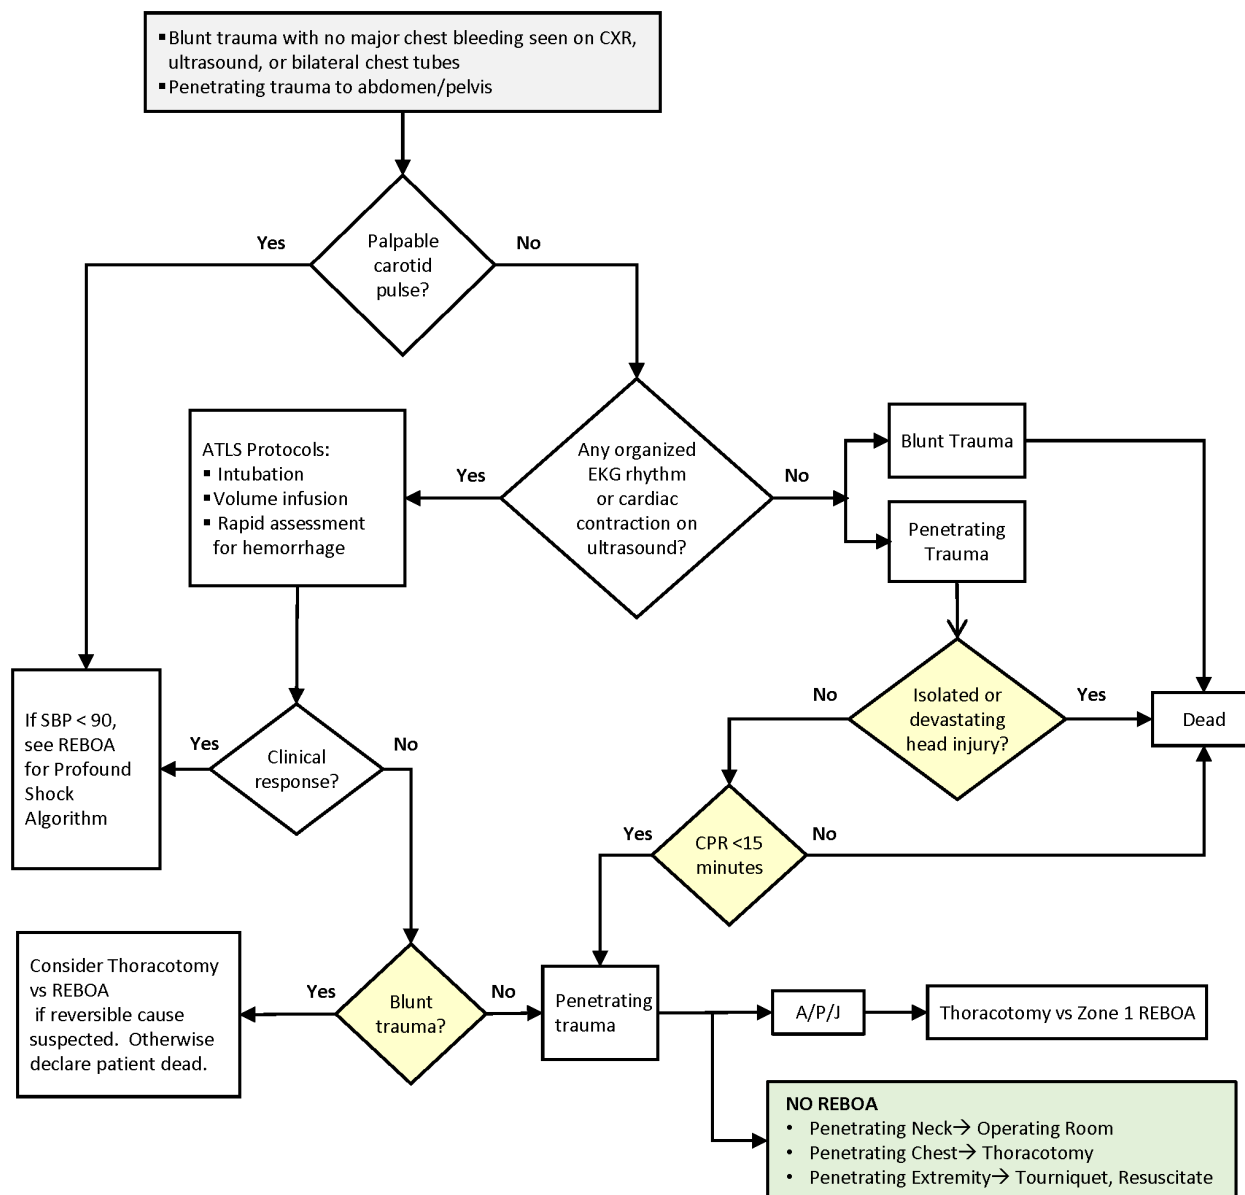 ▪Blunt trauma with no major chest bleeding seen on CXR,
ultrasound, or bilateral chest tubes
▪Penetrating trauma to abdomen/pelvis
Yes
Palpable
carotid
pulse?
No
ATLS Protocols:
▪ Intubation
▪Volume infusion
▪ Rapid assessment
for hemorrhage
Yes
Any organized
EKG rhythm
or cardiac
contraction on
ultrasound?
No
Blunt Trauma
Penetrating
Trauma
If SBP < 90,
see REBOA
for Profound
Shock
Algorithm
Yes
Clinical
response?
No
No
Isolated or
devastating
head injury?
Yes
Dead
Yes
CPR <15
minutes
No
Consider Thoracotomy
vs REBOA
if reversible cause
suspected. Otherwise
declare patient dead.
Yes
Blunt
trauma?
No
Penetrating
trauma
A/P/J
Thoracotomy vs Zone 1 REBOA
NO REBOA
• Penetrating Neck→ Operating Room
• Penetrating Chest→ Thoracotomy
• Penetrating Extremity→ Tourniquet, Resuscitate